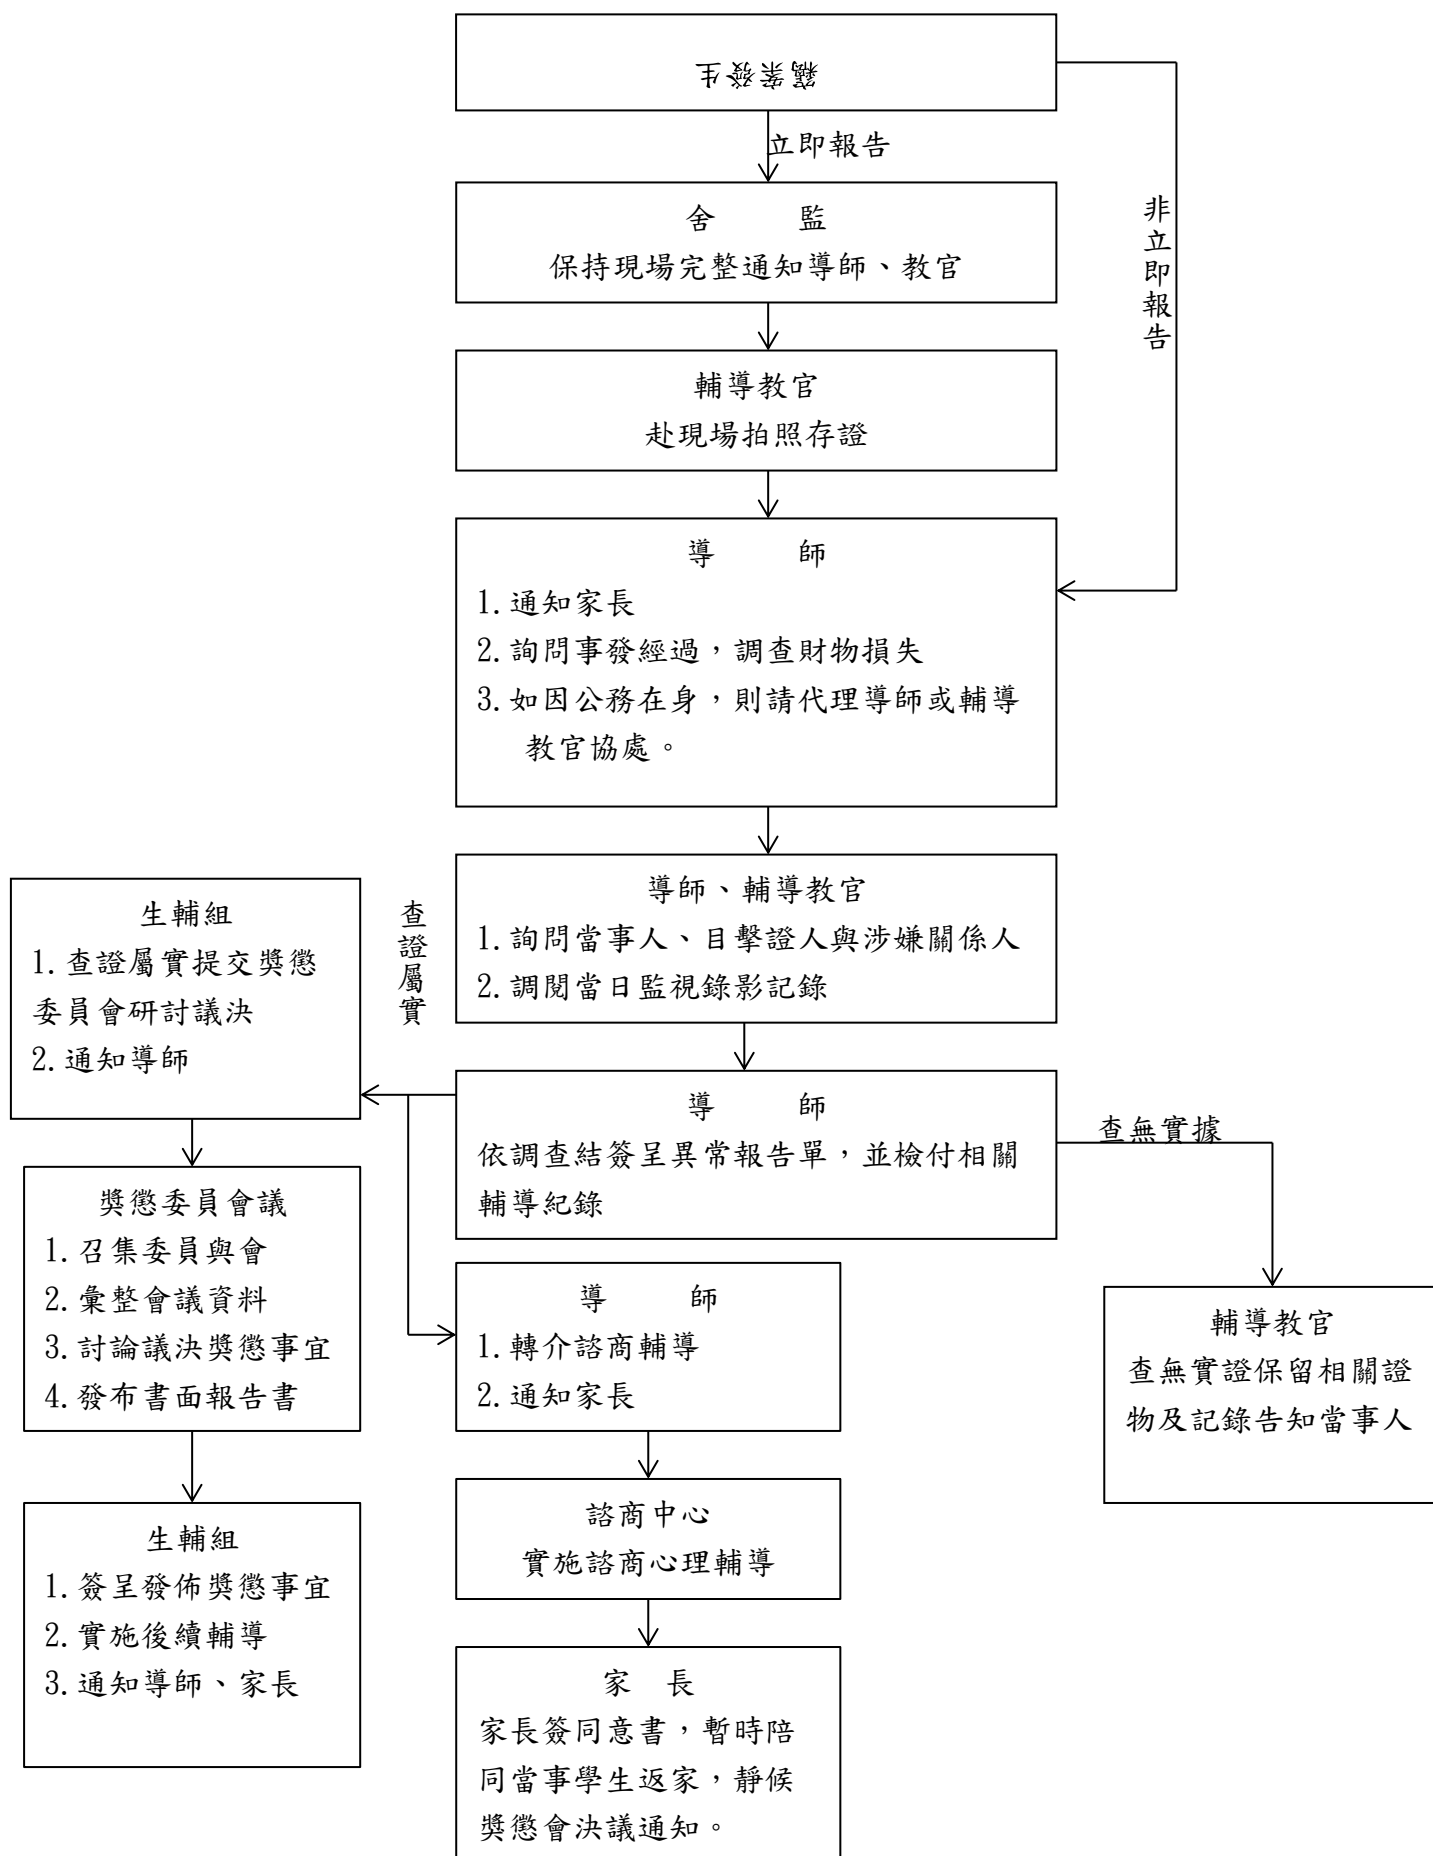 竊案發生
立即報告
非立即報告
舍 監
保持現場完整通知導師、教官
輔導教官
赴現場拍照存證
導 師
1.通知家長
2.詢問事發經過，調查財物損失
3.如因公務在身，則請代理導師或輔導
教官協處。
導師、輔導教官
1.詢問當事人、目擊證人與涉嫌關係人
2.調閱當日監視錄影記錄
查證屬實
生輔組
1.查證屬實提交獎懲
委員會研討議決
2.通知導師
導 師
依調查結簽呈異常報告單，並檢付相關
輔導紀錄
查無實據
獎懲委員會議
1.召集委員與會
2.彙整會議資料
3.討論議決獎懲事宜
4.發布書面報告書
導 師
1.轉介諮商輔導
2.通知家長
輔導教官
查無實證保留相關證
物及記錄告知當事人
生輔組
1.簽呈發佈獎懲事宜
2.實施後續輔導
3.通知導師、家長
諮商中心
實施諮商心理輔導
家 長
家長簽同意書，暫時陪
同當事學生返家，靜候
獎懲會決議通知。